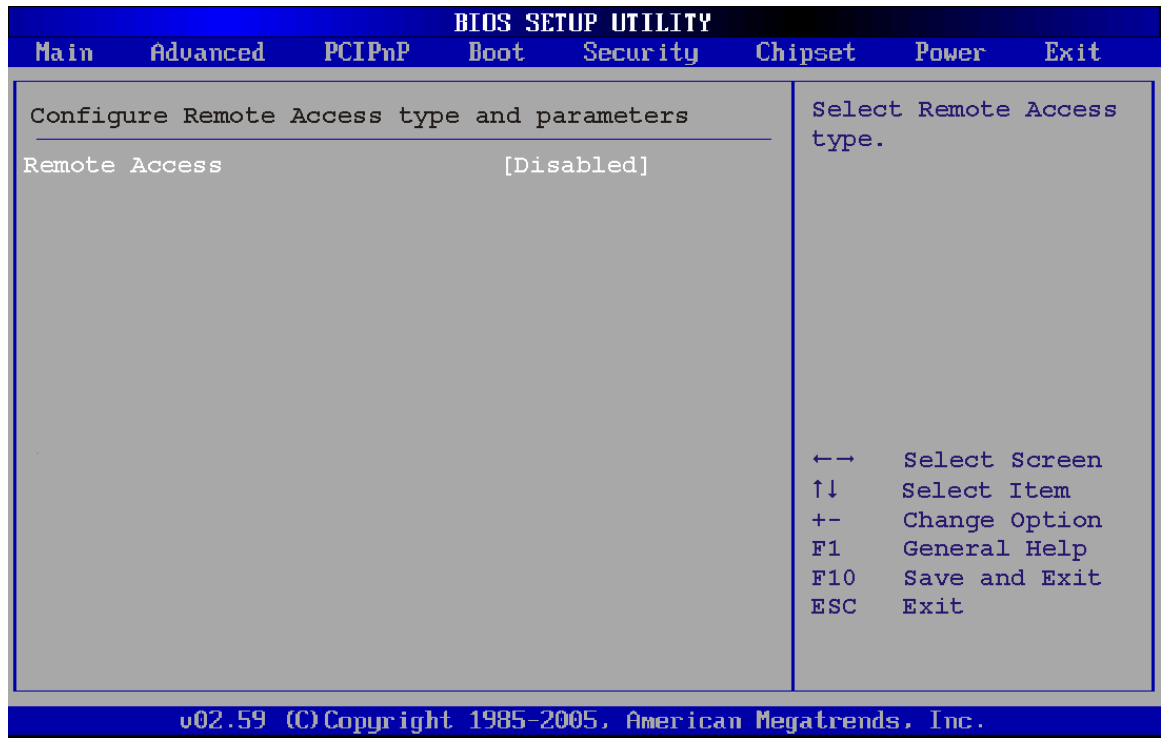 BIOS SETUP UTILITY
Main Advanced PCIPnP Boot Security Chipset Power Exit
Configure Remote Access type and parameters
Remote Access [Disabled]
Select Remote Access
type.
←→ Select Screen
↑↓ Select Item
+- Change Option
F1 General Help
F10 Save and Exit
ESC Exit
v02.59 (C)Copyright 1985-2005, American Megatrends, Inc.